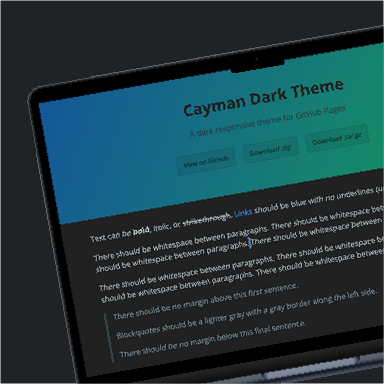 Cayman Dark Theme
A dark responsive theme for GitHub Pages
View on GitHub
Download .zip
Download .tar.gz
Text can be bold, italic, or strikethrough. Links should be blue with no underlines (u
There should be whitespace between paragraphs. There should be whitespace bet
should be whitespace between paragraphs. There should be whitespace between
There should be whitespace between paragraphs. There should be whitespace be
should be whitespace between paragraphs. There should be whitespace betwee
There should be no margin above this first sentence.
Blockquotes should be a lighter gray with a gray border along the left side.
There should be no margin below this final sentence.